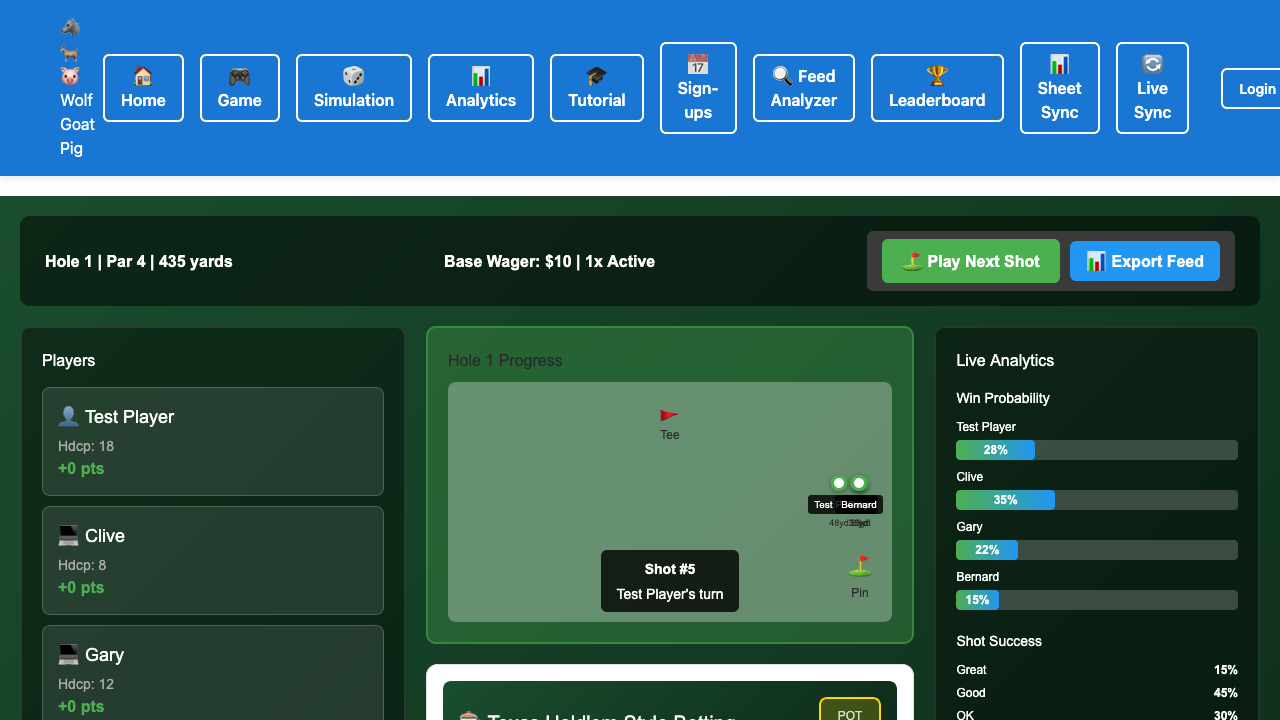 Wolf
Goat
Pig
Home
Game
Simulation
Analytics
Tutorial
Sign-
ups
Feed
Analyzer
Leaderboard
Sheet
Sync
Live
Sync
Login
Hole 1 | Par 4 | 435 yards
Base Wager: $10 | 1x Active
Play Next Shot
Export Feed
Players
Test Player
Hdcp: 18
+0 pts
Clive
Hdcp: 8
+0 pts
Gary
Hdcp: 12
+0 pts
Hole 1 Progress
Tee
Test
Bernard
48yd
Shot #5
Test Player's turn
Pin
Texas Hold'em Style Betting
POT
Live Analytics
Win Probability
Test Player
28%
Clive
35%
Gary
22%
Bernard
15%
Shot Success
Great 15%
Good 45%
OK 30%